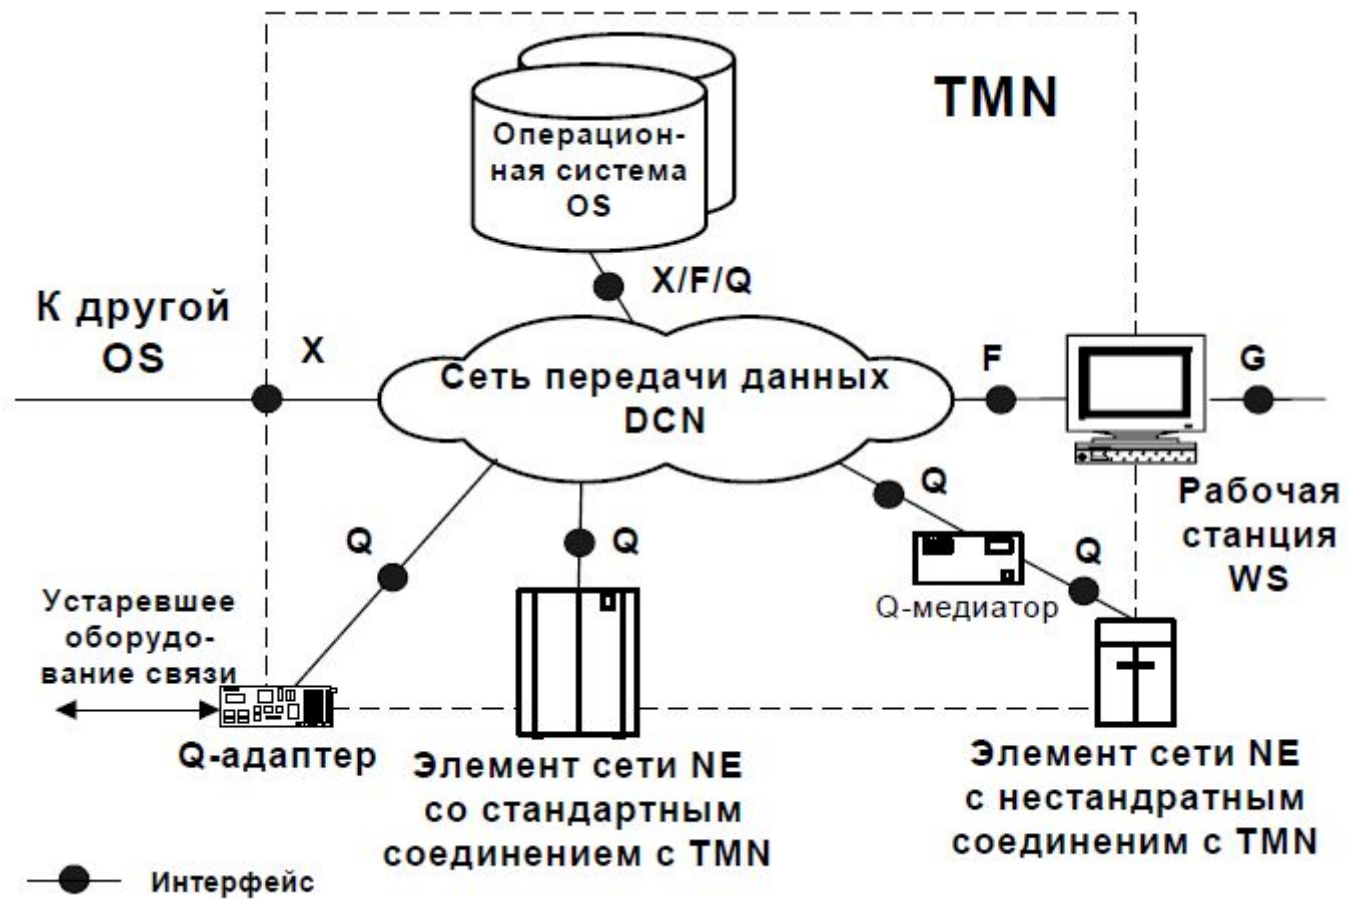 TMN
Операцион-
ная система
OS
X/F/Q
К другой
OS
X
Сеть передачи данных
DCN
F
G
Рабочая
станция
WS
Q
Q
Q
Q
Q-медиатор
Устаревшее
оборудо-
вание связи
Q-адаптер
Элемент сети NE
со стандартным
соединением с TMN
Элемент сети NE
с нестандратным
соединеним с TMN
Интерфейс